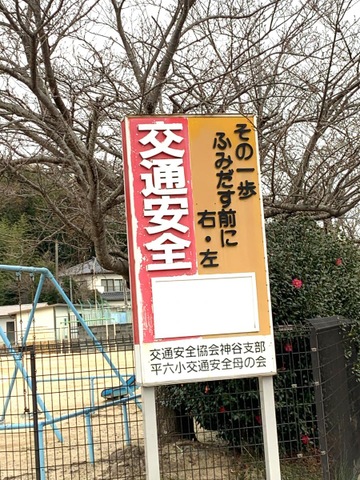 交通安全
その一歩
ふみだす前に
右・左
交通安全協会神谷支部
平六小交通安全母の会